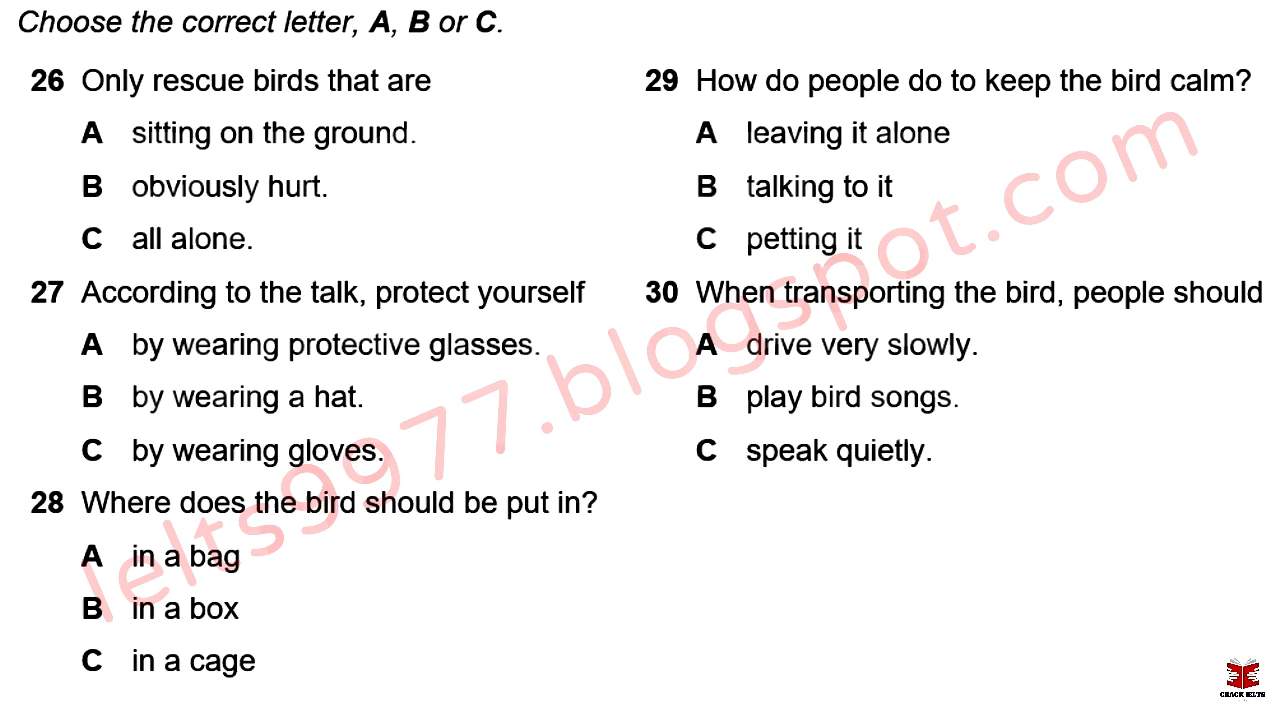 Choose the correct letter, A, B or C.
26 Only rescue birds that are
A sitting on the ground.
B obviously hurt.
C all alone.
27 According to the talk, protect yourself
A by wearing protective glasses.
B by wearing a hat.
C by wearing gloves.
28 Where does the bird should be put in?
A in a bag
B in a box
C in a cage
29 How do people do to keep the bird calm?
A leaving it alone
B talking to it
C petting it
30 When transporting the bird, people should
A drive very slowly.
B play bird songs.
C speak quietly.
Ielts9977.blogspot.com
CRACK IELTS